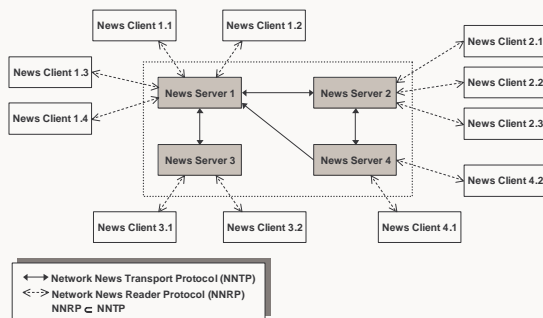 News Client 1.1
News Client 1.2
News Client 2.1
News Client 1.3
News Client 2.2
News Server 1
News Server 2
News Client 1.4
News Client 2.3
News Server 3
News Server 4
News Client 4.2
News Client 3.1
News Client 3.2
News Client 4.1
Network News Transport Protocol (NNTP)
Network News Reader Protocol (NNRP)
NNRP ⊂ NNTP